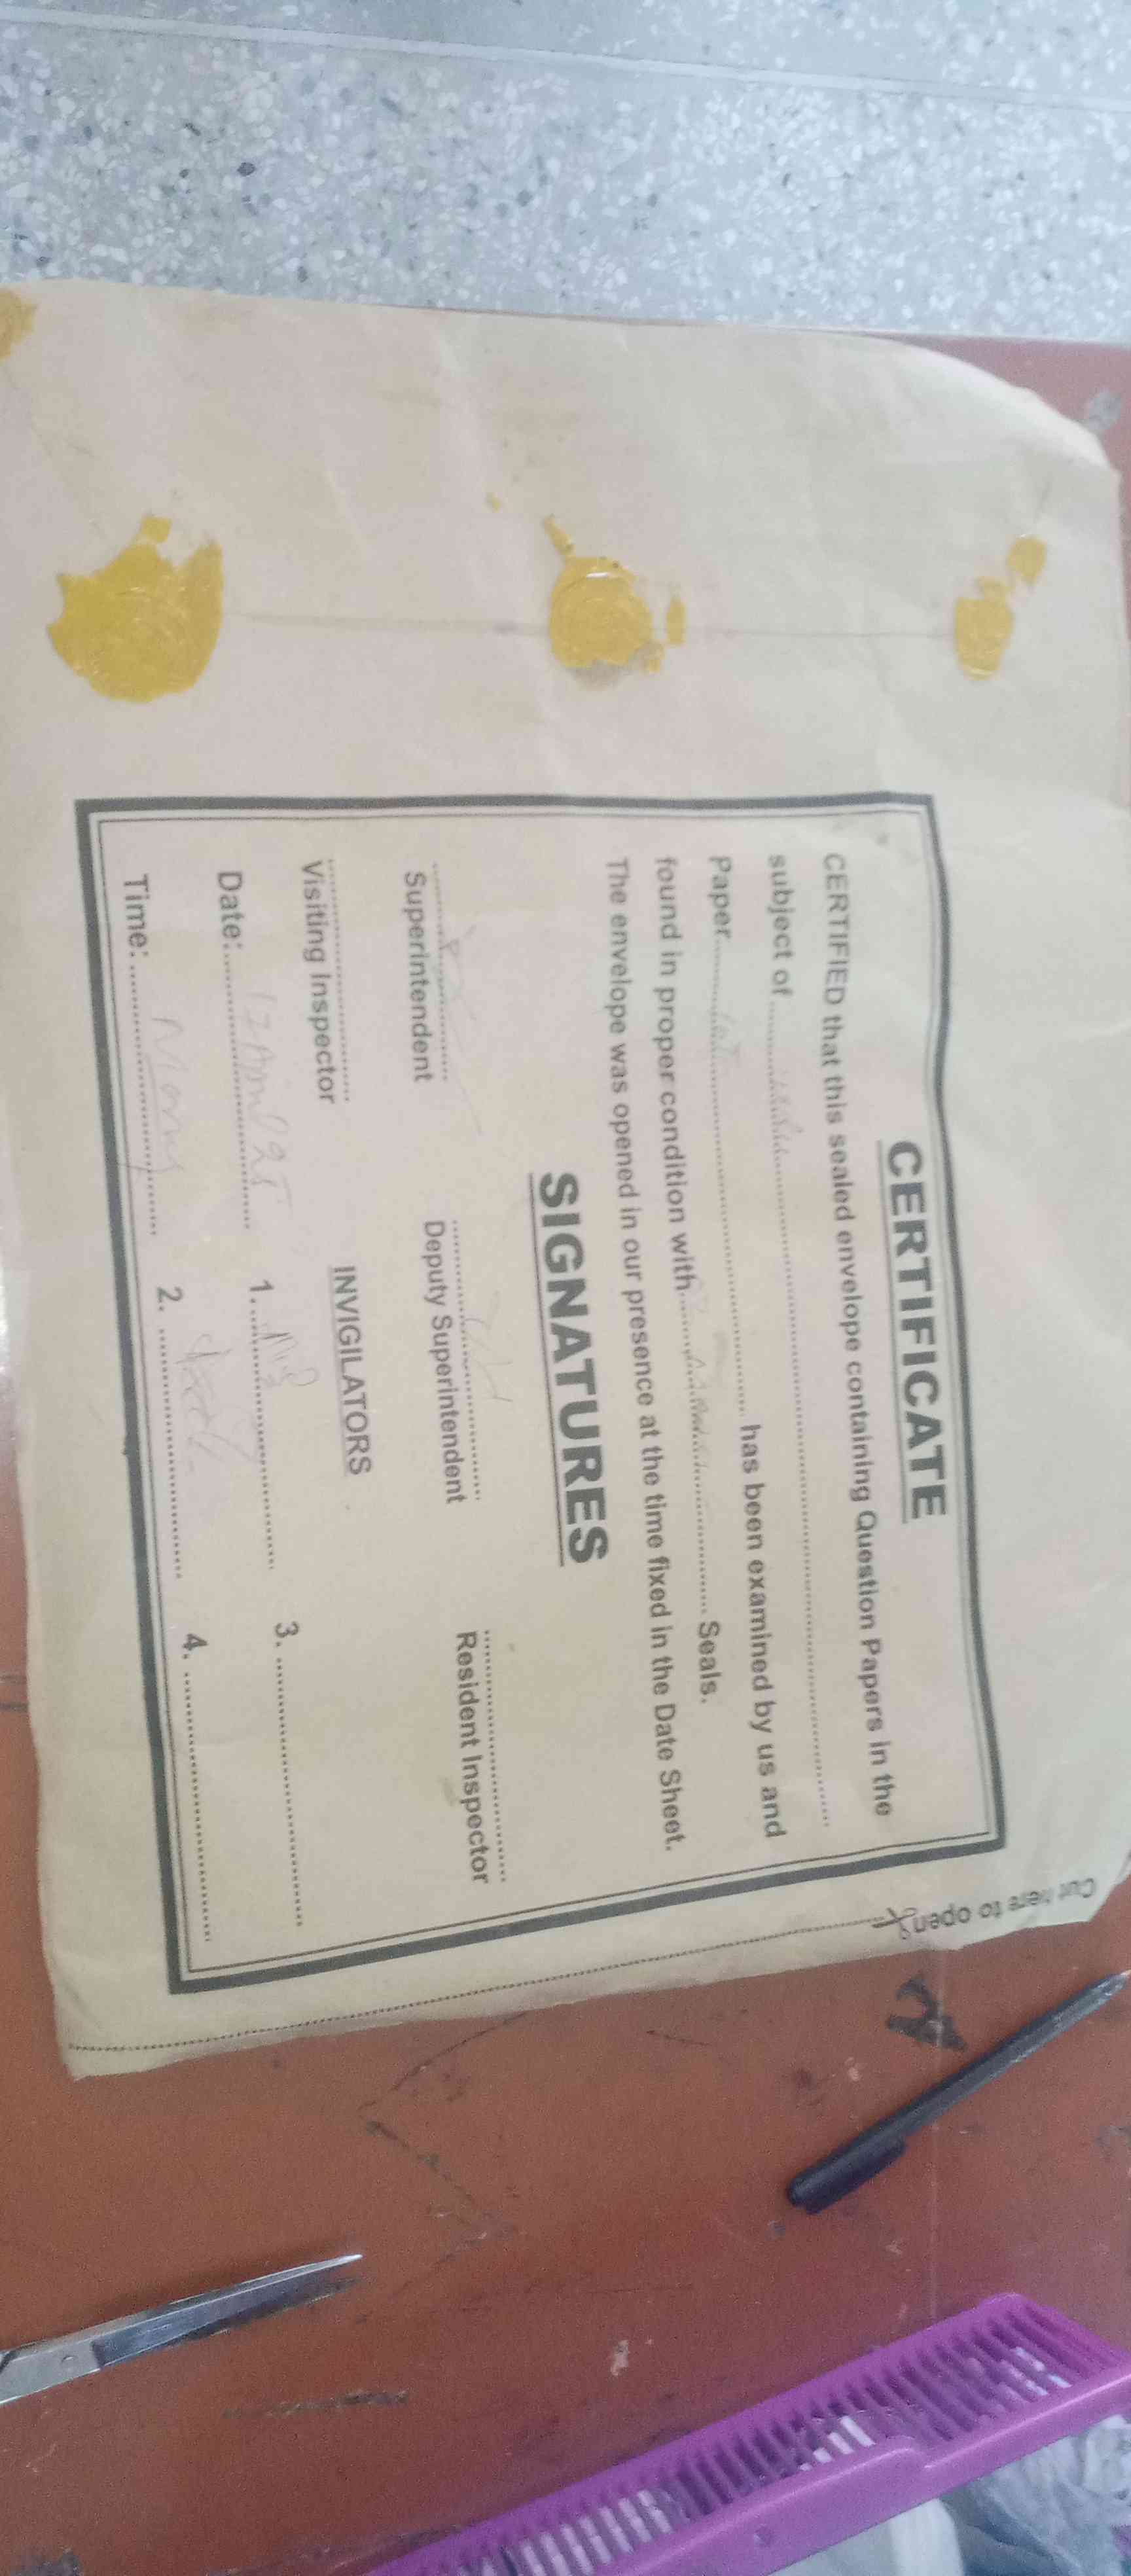 CERTIFICATE
CERTIFIED that this sealed envelope containing Question Papers in the
subject of
Paper has been examined by us and
found in proper condition with Seals.
The envelope was opened in our presence at the time fixed in the Date Sheet.
SIGNATURES
Superintendent Deputy Superintendent Resident Inspector
Visiting Inspector INVIGILATORS
Date: 17 April 25 1. 3.
Time: 2. 4.
Cut here to open